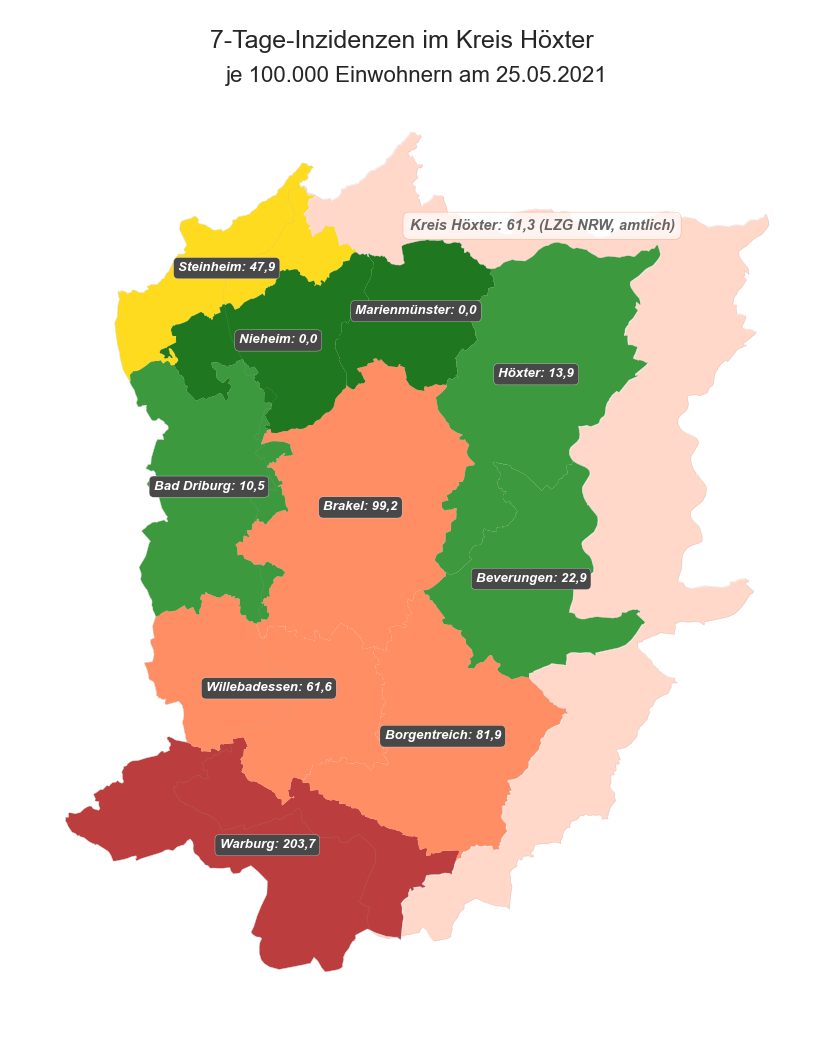 7-Tage-Inzidenzen im Kreis Höxter
je 100.000 Einwohnern am 25.05.2021
Kreis Höxter: 61,3 (LZG NRW, amtlich)
Steinheim: 47,9
Marienmünster: 0,0
Nieheim: 0,0
Höxter: 13,9
Bad Driburg: 10,5
Brakel: 99,2
Beverungen: 22,9
Willebadessen: 61,6
Borgentreich: 81,9
Warburg: 203,7